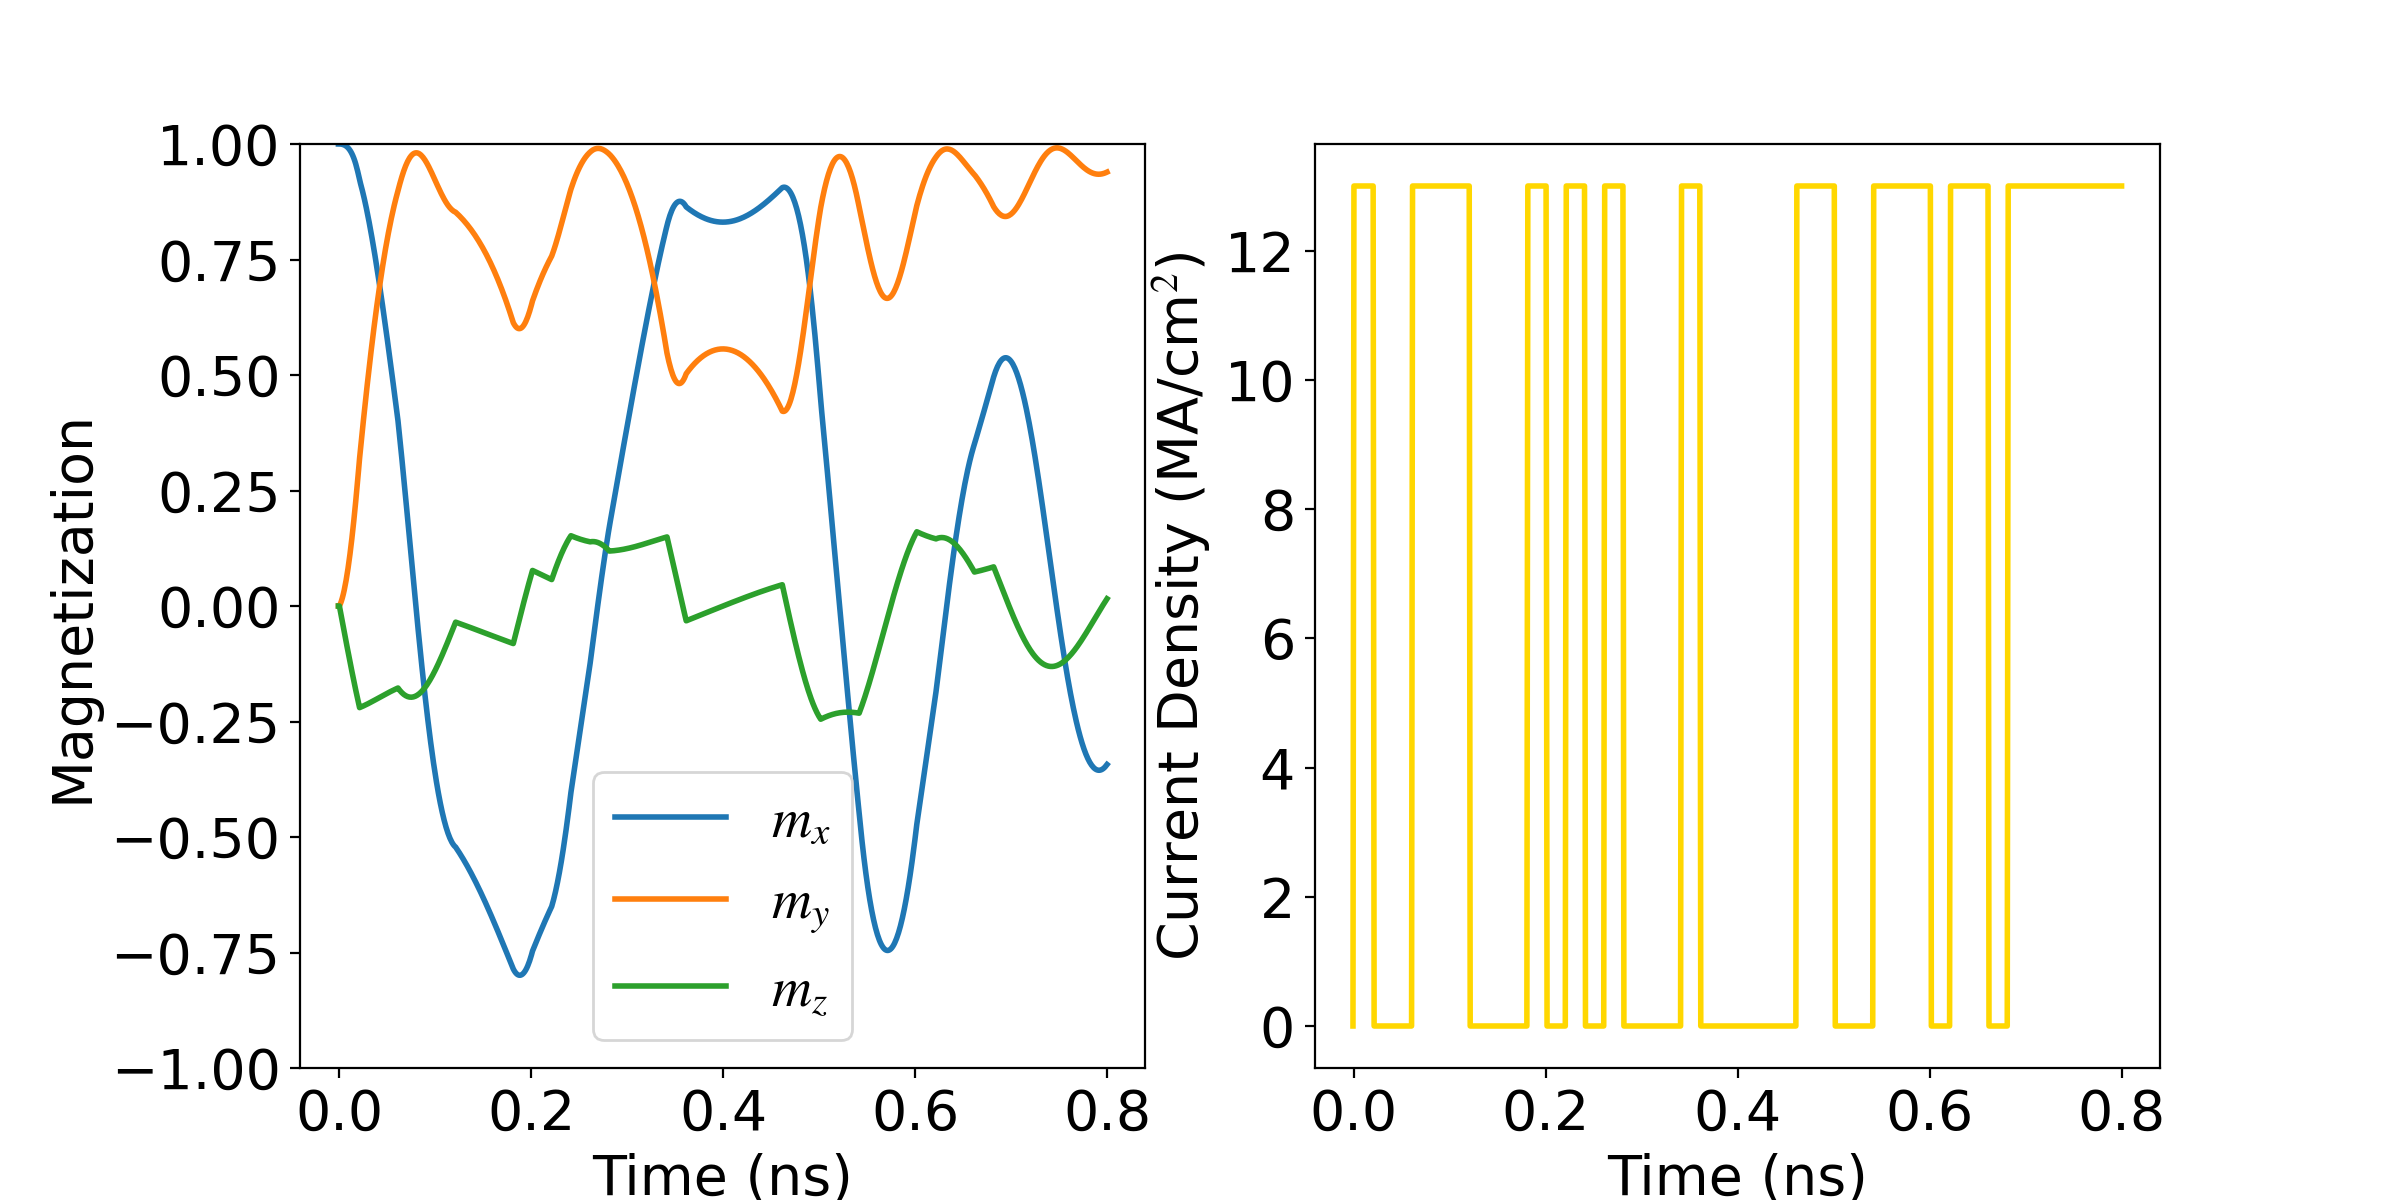 Magnetization
1.00
0.75
0.50
0.25
0.00
−0.25
−0.50
−0.75
−1.00
0.0 0.2 0.4 0.6 0.8
Time (ns)
m_x
m_y
m_z
Current Density (MA/cm²)
12
10
8
6
4
2
0
0.0 0.2 0.4 0.6 0.8
Time (ns)